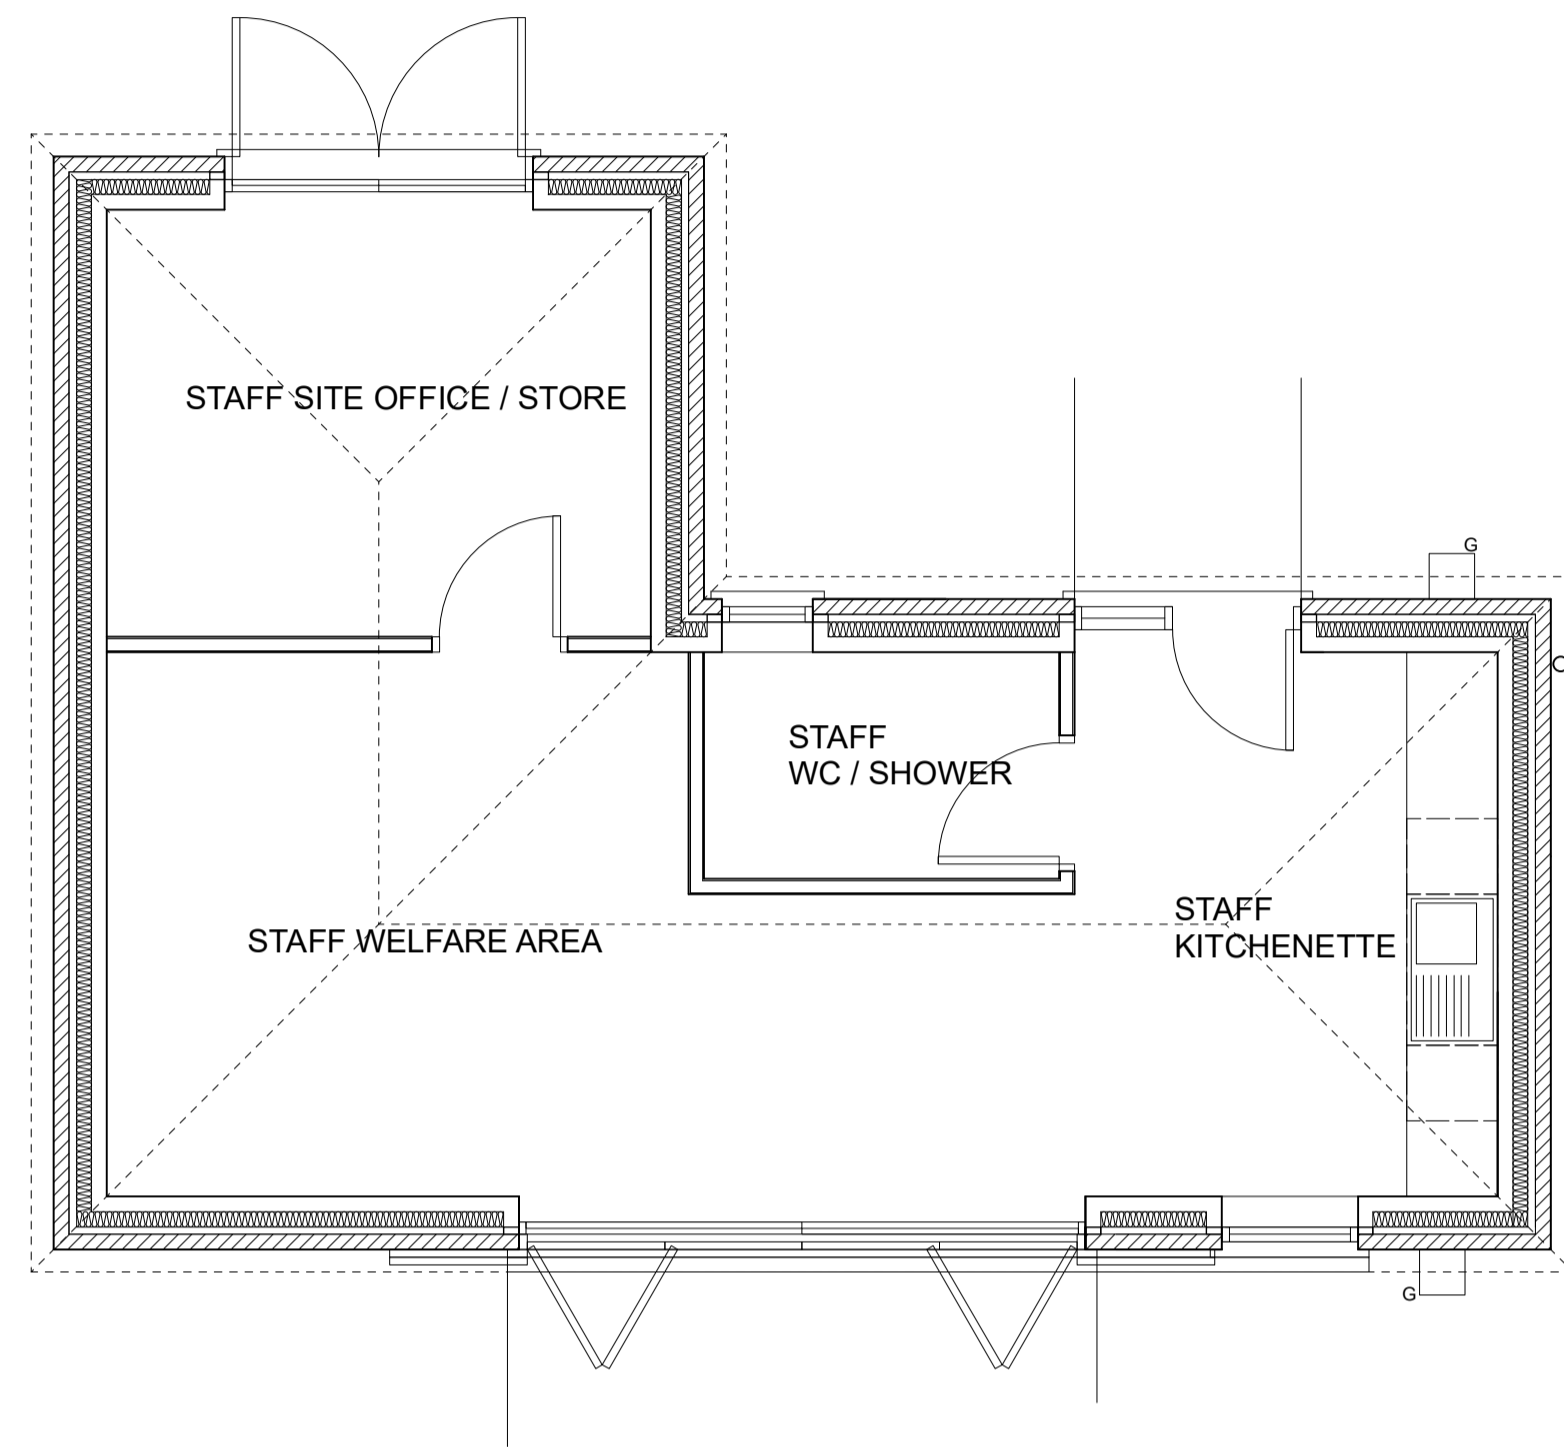 STAFF SITE OFFICE / STORE
G
STAFF
WC / SHOWER
STAFF
KITCHENETTE
STAFF WELFARE AREA
G